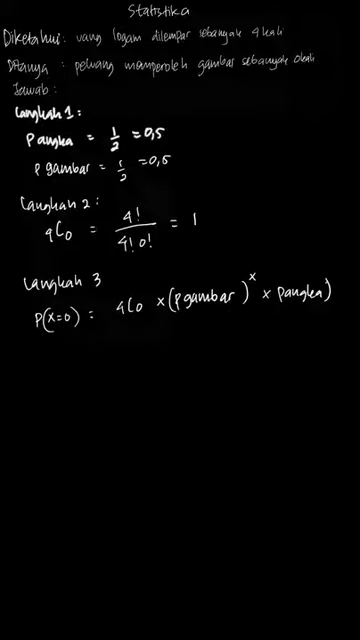 Statistika
Diketahui : uang logam dilempar sebanyak 4 kali
Ditanya : peluang memperoleh gambar sebanyak 0kali
Jawab :
Langkah 1 :
P angka = 1/2 = 0,5
P gambar = 1/2 = 0,5
Langkah 2 :
4C0 = 4! / 4! 0! = 1
Langkah 3
P(x=0) = 4C0 × (P gambar)^x × Pangka)